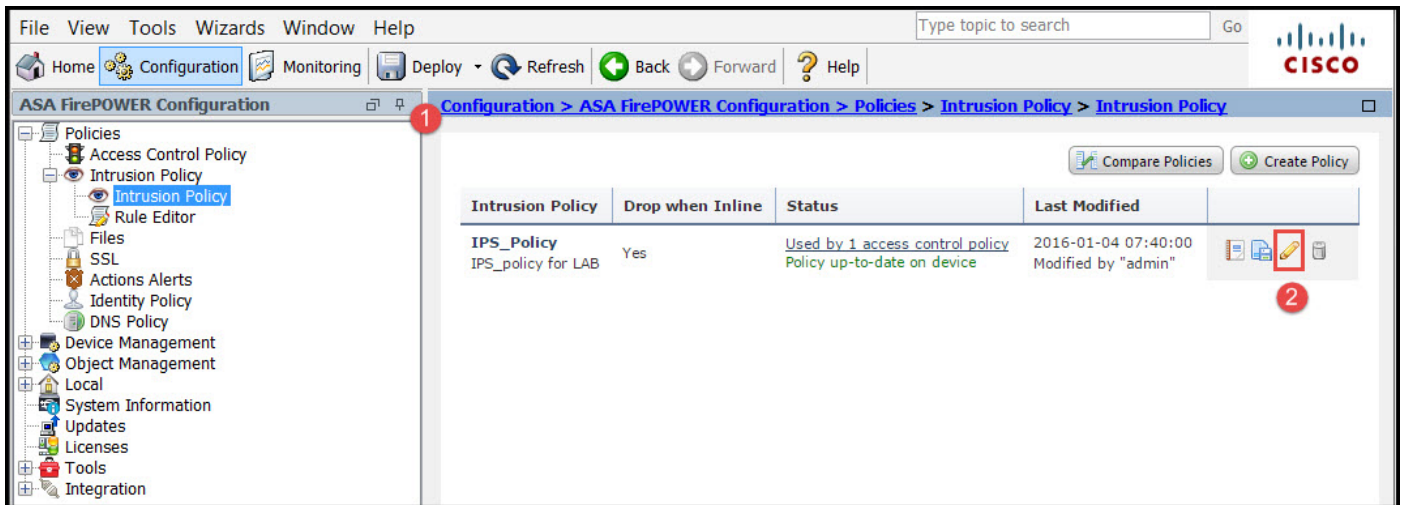 File View Tools Wizards Window Help
Type topic to search Go
CISCO
Home Configuration Monitoring Deploy Refresh Back Forward Help
ASA FirePOWER Configuration
1
Configuration > ASA FirePOWER Configuration > Policies > Intrusion Policy > Intrusion Policy
Policies
Access Control Policy
Intrusion Policy
Intrusion Policy
Rule Editor
Files
SSL
Actions Alerts
Identity Policy
DNS Policy
Device Management
Object Management
Local
System Information
Updates
Licenses
Tools
Integration
Compare Policies Create Policy
Intrusion Policy Drop when Inline Status Last Modified
IPS_Policy Yes Used by 1 access control policy 2016-01-04 07:40:00
IPS_policy for LAB Policy up-to-date on device Modified by "admin"
2